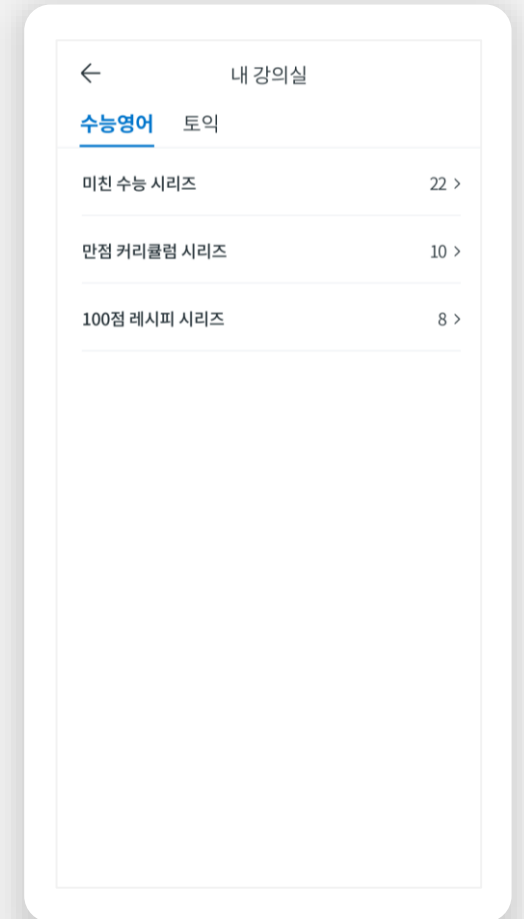 내 강의실
수능영어 토익
미친 수능 시리즈 22
만점 커리큘럼 시리즈 10
100점 레시피 시리즈 8